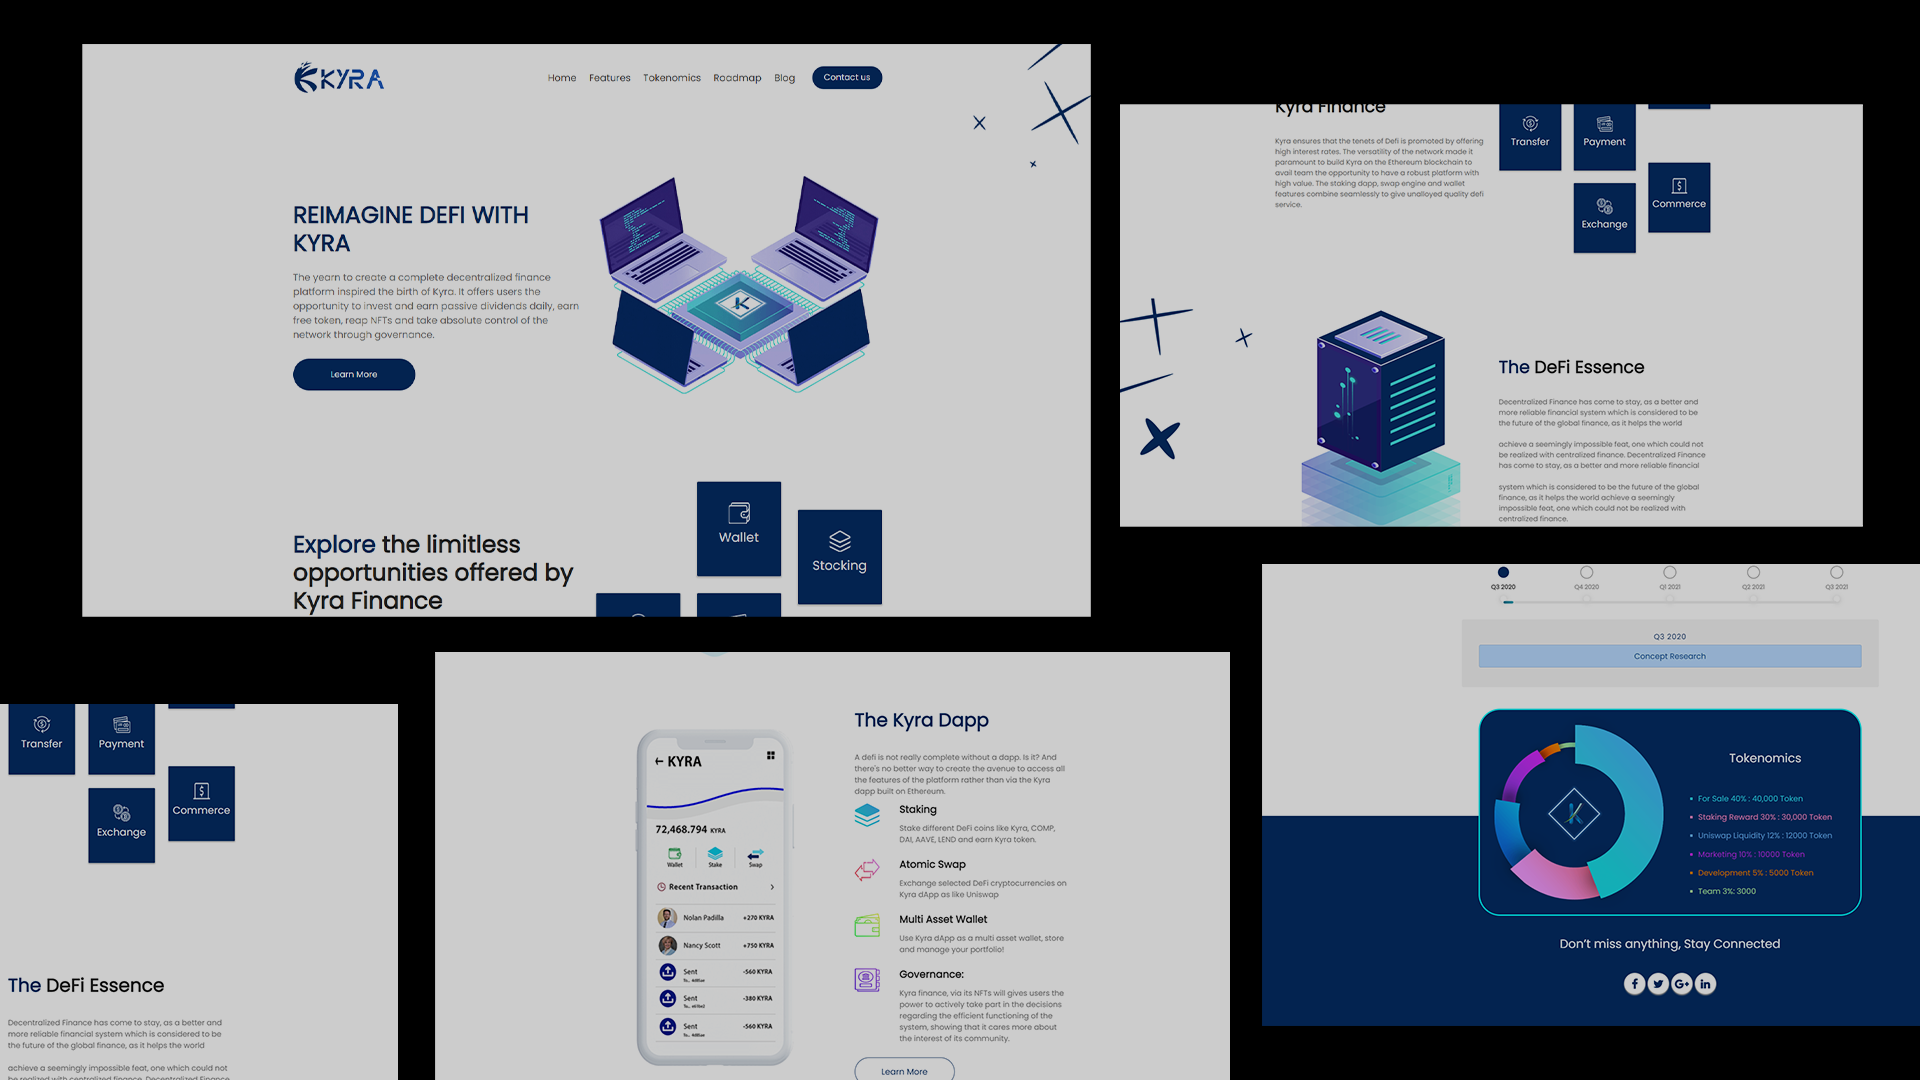 KYRA
Home Features Tokenomics Roadmap Blog Contact us
REIMAGINE DEFI WITH
KYRA
The yearn to create a complete decentralized finance
platform inspired the birth of Kyra. It offers users the
opportunity to invest and earn passive dividends daily, earn
free token, reap NFTs and take absolute control of the
network through governance.
Learn More
Explore the limitless
opportunities offered by
Kyra Finance
Wallet
Stocking
Kyra Finance
Kyra ensures that the tenets of Defi is promoted by offering
high interest rates. The versatility of the network made it
paramount to build Kyra on the Ethereum blockchain to
avail team the opportunity to have a robust platform with
high value. The staking dapp, swap engine and wallet
features combine seamlessly to give unalloyed quality defi
service.
Transfer
Payment
Commerce
Exchange
The DeFi Essence
Decentralized Finance has come to stay, as a better and
more reliable financial system which is considered to be
the future of the global finance, as it helps the world
achieve a seemingly impossible feat, one which could not
be realized with centralized finance. Decentralized Finance
has come to stay, as a better and more reliable financial
system which is considered to be the future of the global
finance, as it helps the world achieve a seemingly
impossible feat, one which could not be realized with
centralized finance.
Transfer
Payment
Commerce
Exchange
The DeFi Essence
Decentralized Finance has come to stay, as a better and
more reliable financial system which is considered to be
the future of the global finance, as it helps the world
achieve a seemingly impossible feat, one which could not
be realized with centralized finance. Decentralized Finance
KYRA
72,468.794 KYRA
Wallet Stake Swap
Recent Transaction
Nolan Padilla +270 KYRA
Nancy Scott +750 KYRA
Sent -560 KYRA
Sent -380 KYRA
Sent -560 KYRA
The Kyra Dapp
A defi is not really complete without a dapp. Is it? And
there's no better way to create the avenue to access all
the features of the platform rather than via the Kyra
dapp built on Ethereum.
Staking
Stake different DeFi coins like Kyra, COMP,
DAI, AAVE, LEND and earn Kyra token.
Atomic Swap
Exchange selected DeFi cryptocurrencies on
Kyra dApp as like Uniswap
Multi Asset Wallet
Use Kyra dApp as a multi asset wallet, store
and manage your portfolio!
Governance:
Kyra finance, via its NFTs will gives users the
power to actively take part in the decisions
regarding the efficient functioning of the
system, showing that it cares more about
the interest of its community.
Learn More
Q3 2020 Q4 2020 Q1 2021 Q2 2021 Q3 2021
Q3 2020
Concept Research
Tokenomics
For Sale 40% : 40,000 Token
Staking Reward 30% : 30,000 Token
Uniswap Liquidity 12% : 12000 Token
Marketing 10% : 10000 Token
Development 5% : 5000 Token
Team 3%: 3000
Don't miss anything, Stay Connected